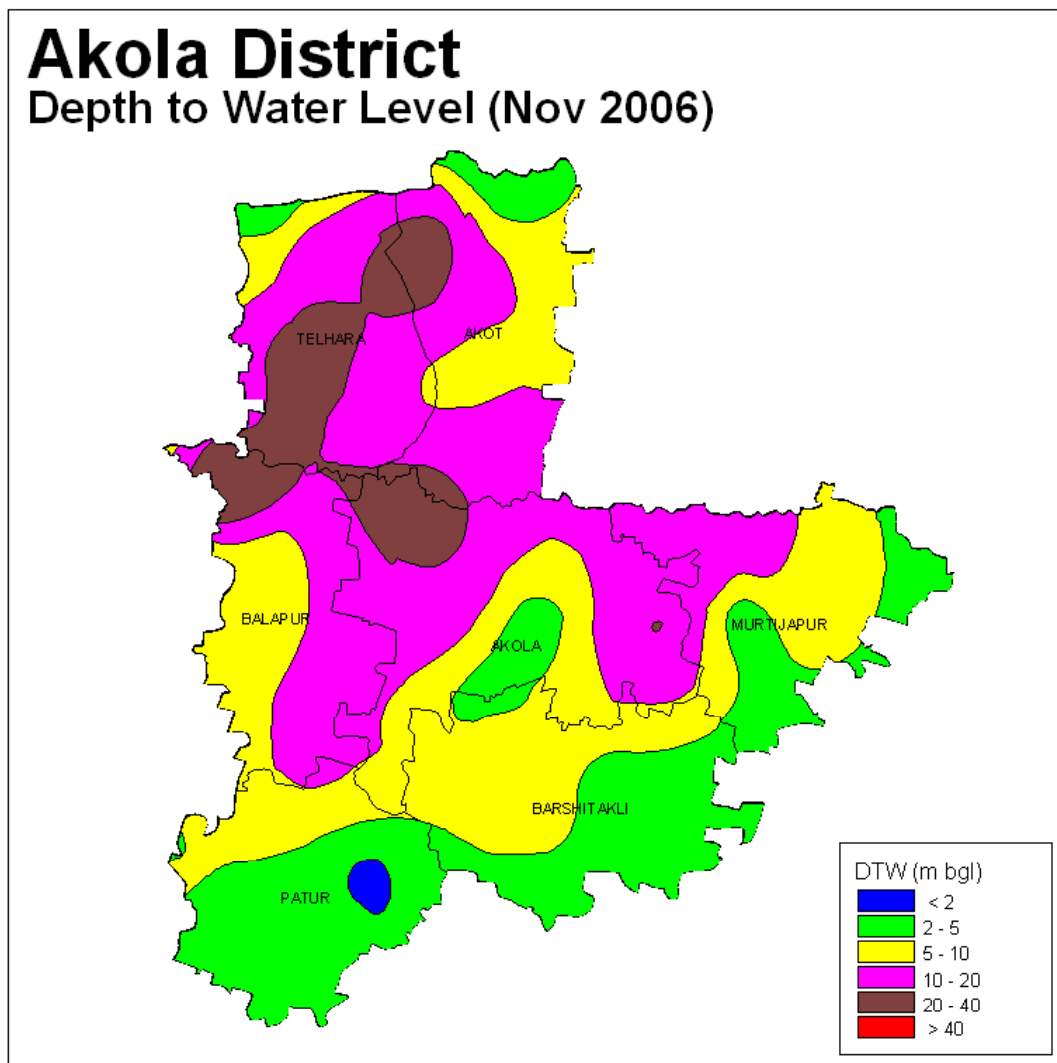 Akola District
Depth to Water Level (Nov 2006)
TELHARA
AKOT
BALAPUR
AKOLA
MURTIJAPUR
BARSHITAKLI
PATUR
DTW (m bgl)
< 2
2 - 5
5 - 10
10 - 20
20 - 40
> 40